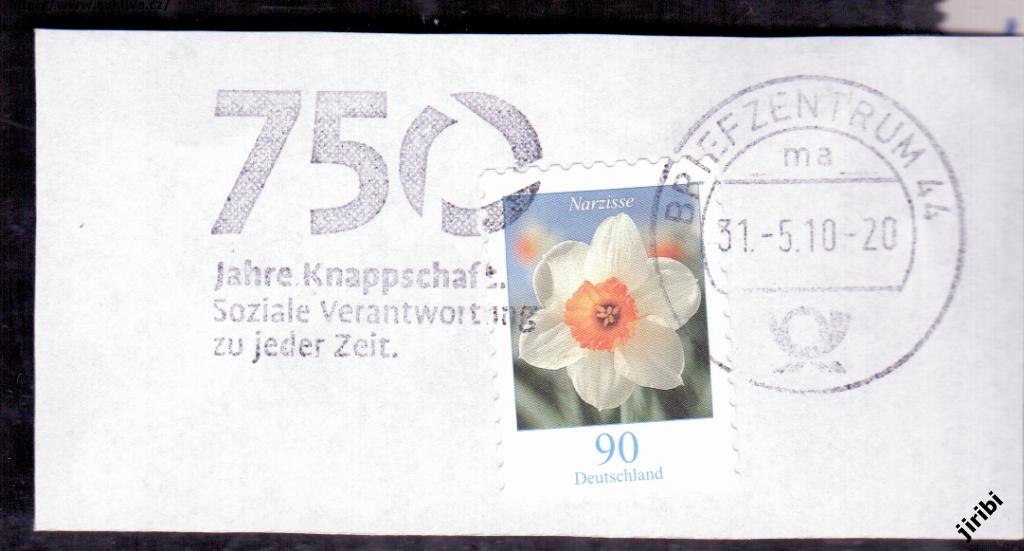 http://www.aukciva.cz/
750
Jahre Knappschaft.
Soziale Verantwortung
zu jeder Zeit.
Narzisse
90
Deutschland
BRIEFZENTRUM 44
ma
31.-5.10-20
jiribi